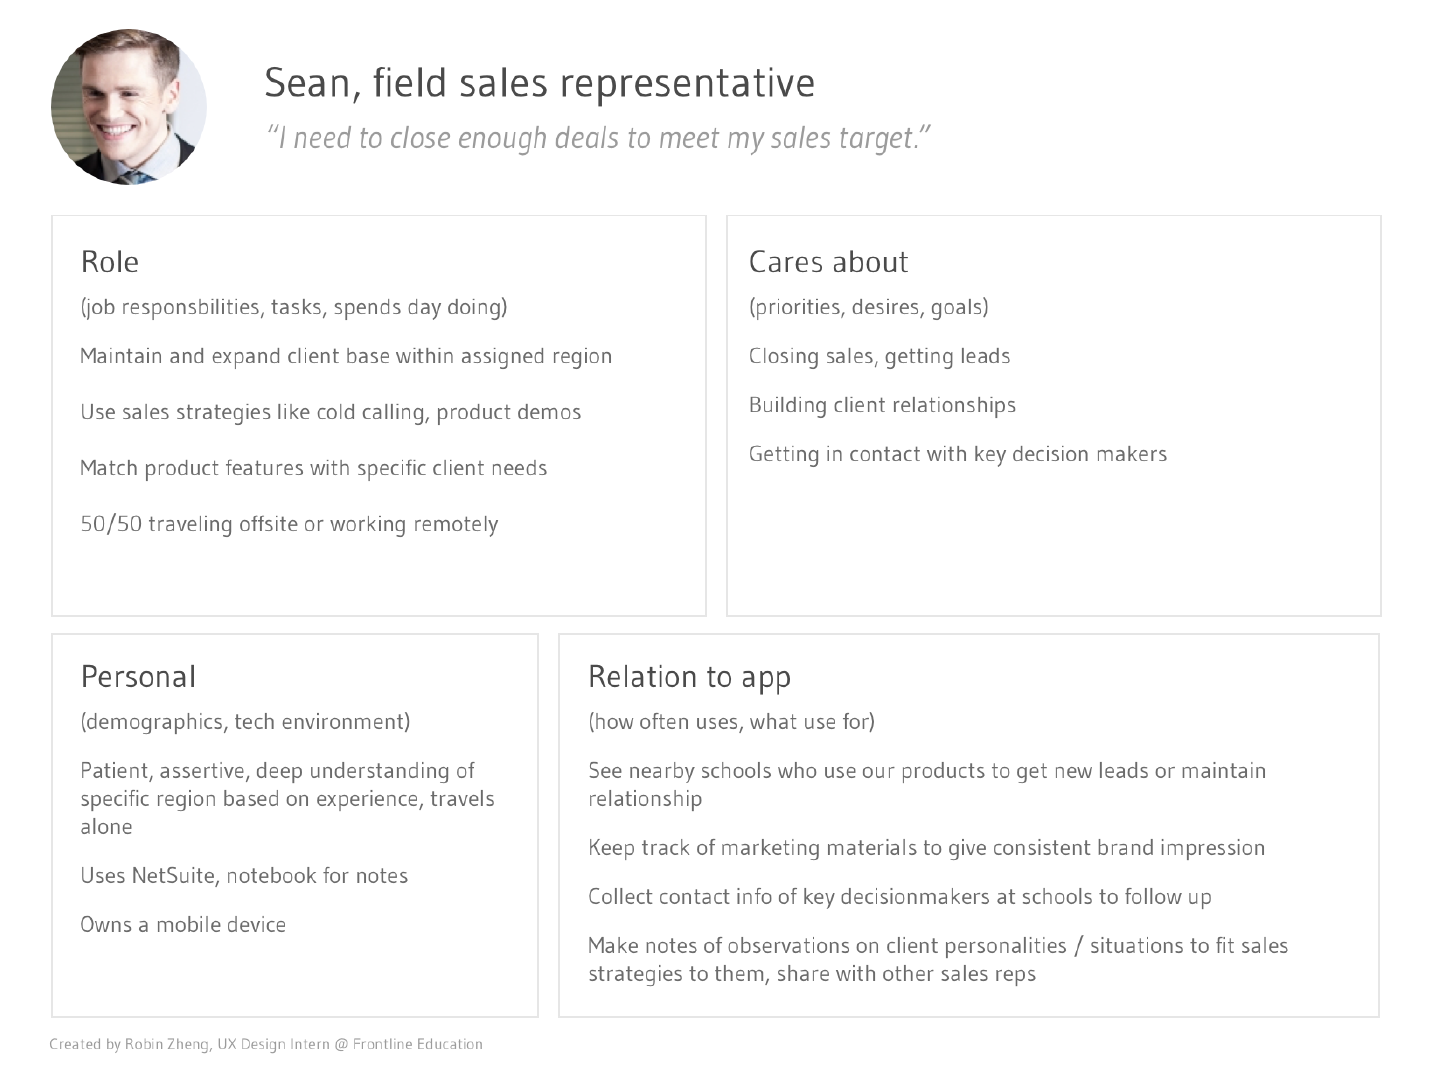 Sean, field sales representative
“I need to close enough deals to meet my sales target.”
Role
(job responsbilities, tasks, spends day doing)
Maintain and expand client base within assigned region
Use sales strategies like cold calling, product demos
Match product features with specific client needs
50/50 traveling offsite or working remotely
Cares about
(priorities, desires, goals)
Closing sales, getting leads
Building client relationships
Getting in contact with key decision makers
Personal
(demographics, tech environment)
Patient, assertive, deep understanding of
specific region based on experience, travels
alone
Uses NetSuite, notebook for notes
Owns a mobile device
Relation to app
(how often uses, what use for)
See nearby schools who use our products to get new leads or maintain
relationship
Keep track of marketing materials to give consistent brand impression
Collect contact info of key decisionmakers at schools to follow up
Make notes of observations on client personalities / situations to fit sales
strategies to them, share with other sales reps
Created by Robin Zheng, UX Design Intern @ Frontline Education